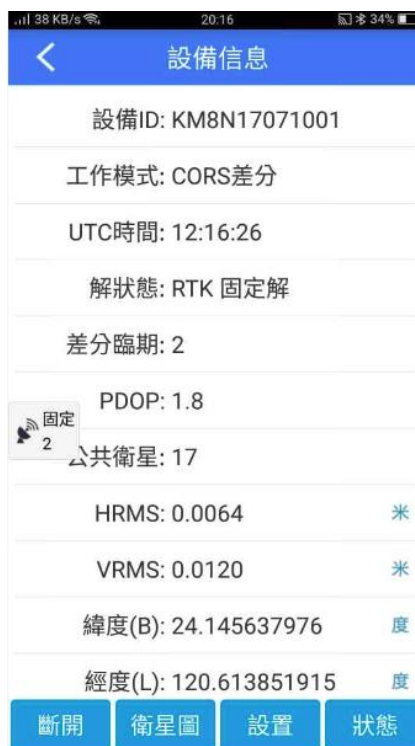 38 KB/s 20:16 34%
設備信息
設備ID: KM8N17071001
工作模式: CORS差分
UTC時間: 12:16:26
解狀態: RTK 固定解
差分臨期: 2
PDOP: 1.8
固定
2
公共衛星: 17
HRMS: 0.0064 米
VRMS: 0.0120 米
緯度(B): 24.145637976 度
經度(L): 120.613851915 度
斷開 衛星圖 設置 狀態